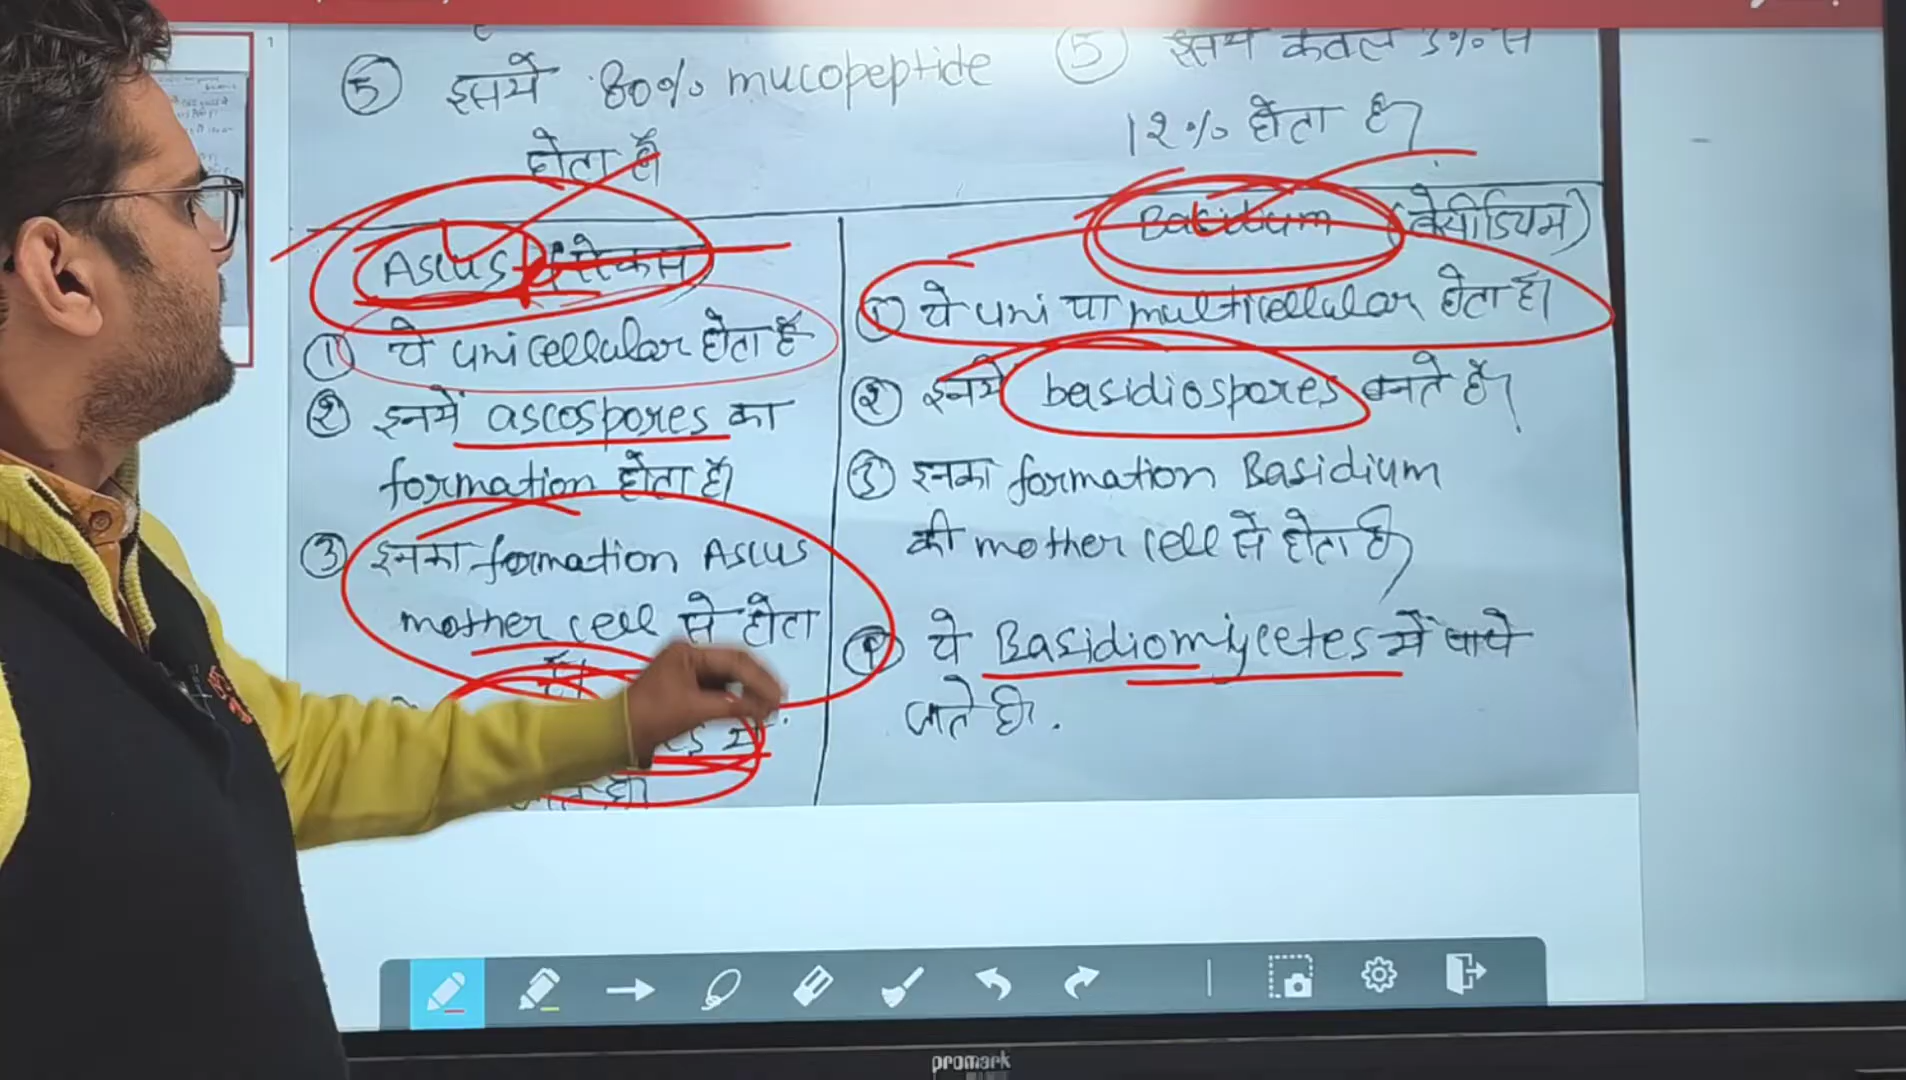 ⑤ इसमें 80% mucopeptide
होता है
⑤ इसमें केवल 3% से
12% होता है
Ascus
① ये unicellular होता है
② इनमें ascospores का
formation होता है।
③ इनका formation Ascus
mother cell से होता
है।
Basidium (बेसीडियम)
① ये uni या multicellular होता है।
② इनमें basidiospores बनते हैं।
③ इनका formation Basidium
की mother cell से होता है
④ ये Basidiomycetes में पाये
जाते है.
1
promark